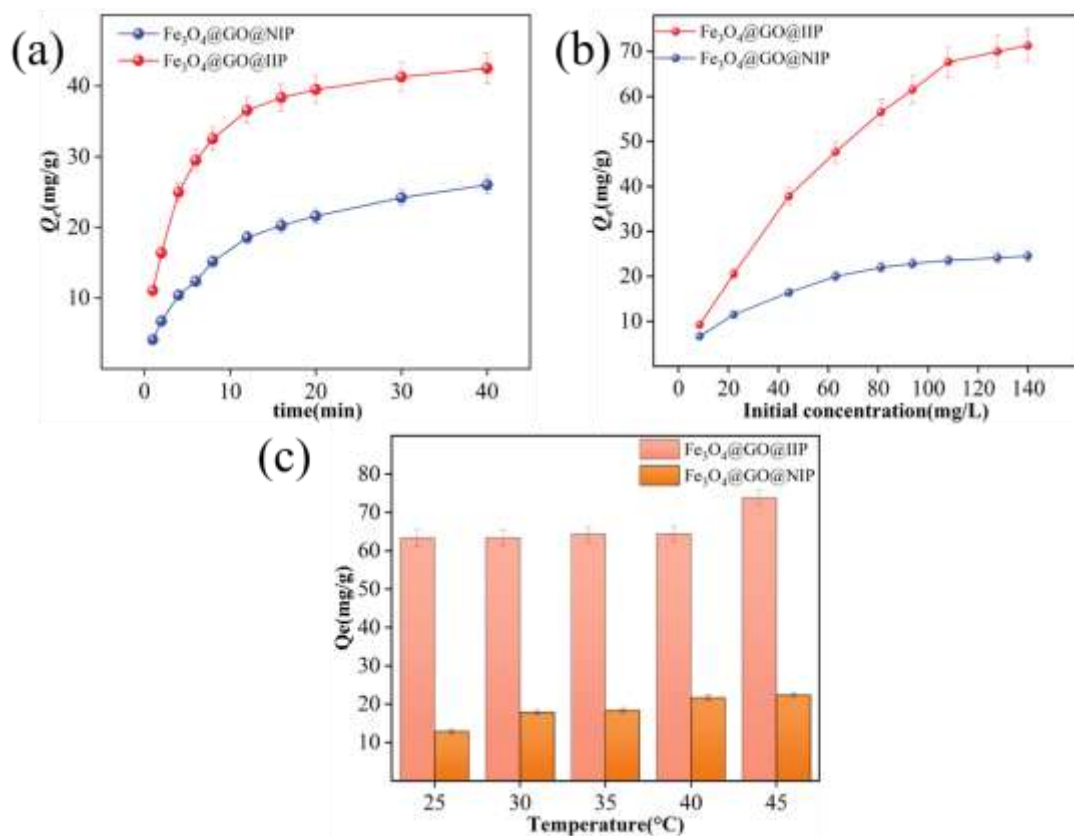 (a)
Fe₃O₄@GO@NIP
Fe₃O₄@GO@IIP
Qe(mg/g)
40
30
20
10
0 10 20 30 40
time(min)
(b)
Fe₃O₄@GO@IIP
Fe₃O₄@GO@NIP
Qe(mg/g)
70
60
50
40
30
20
10
0 20 40 60 80 100 120 140
Initial concentration(mg/L)
(c)
Fe₃O₄@GO@IIP
Fe₃O₄@GO@NIP
Qe(mg/g)
80
70
60
50
40
30
20
10
25 30 35 40 45
Temperature(°C)